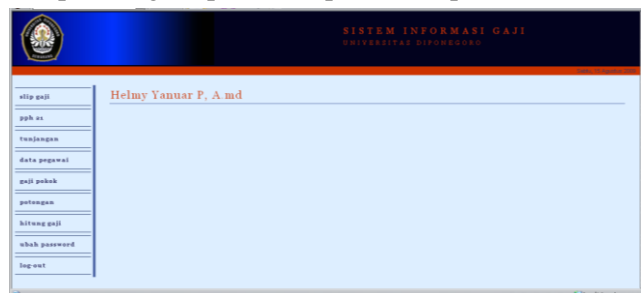 SISTEM INFORMASI GAJI
UNIVERSITAS DIPONEGORO
Helmy Yanuar P, A.md
slip gaji
pph 21
tunjangan
data pegawai
gaji pokok
potongan
hitung gaji
ubah password
log-out